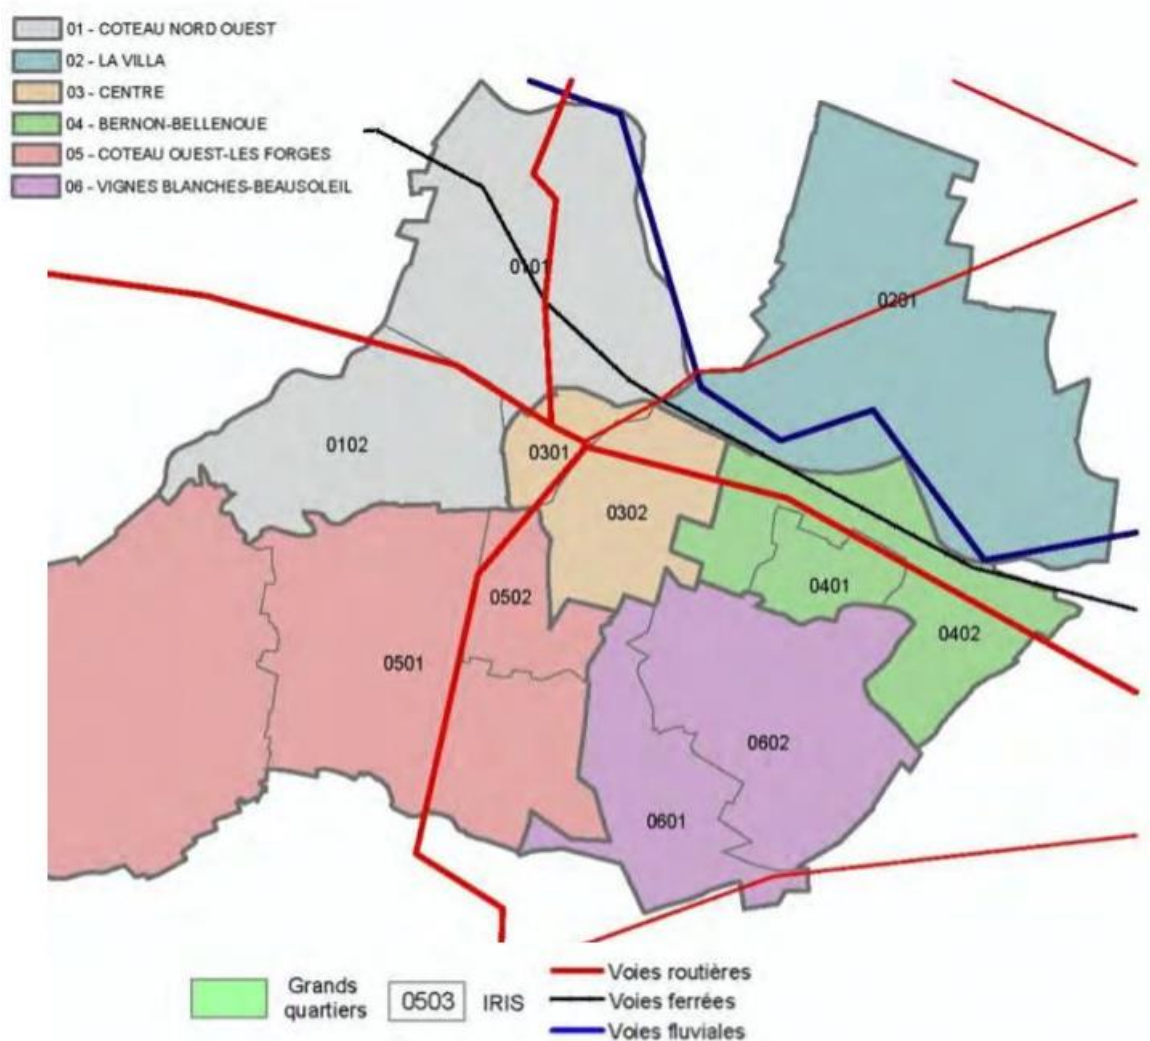 01 - COTEAU NORD OUEST
02 - LA VILLA
03 - CENTRE
04 - BERNON-BELLENOUE
05 - COTEAU OUEST-LES FORGES
06 - VIGNES BLANCHES-BEAUSOLEIL
0101
0201
0102
0301
0302
0401
0502
0402
0501
0602
0601
Grands
quartiers
0503 IRIS
Voies routières
Voies ferrées
Voies fluviales